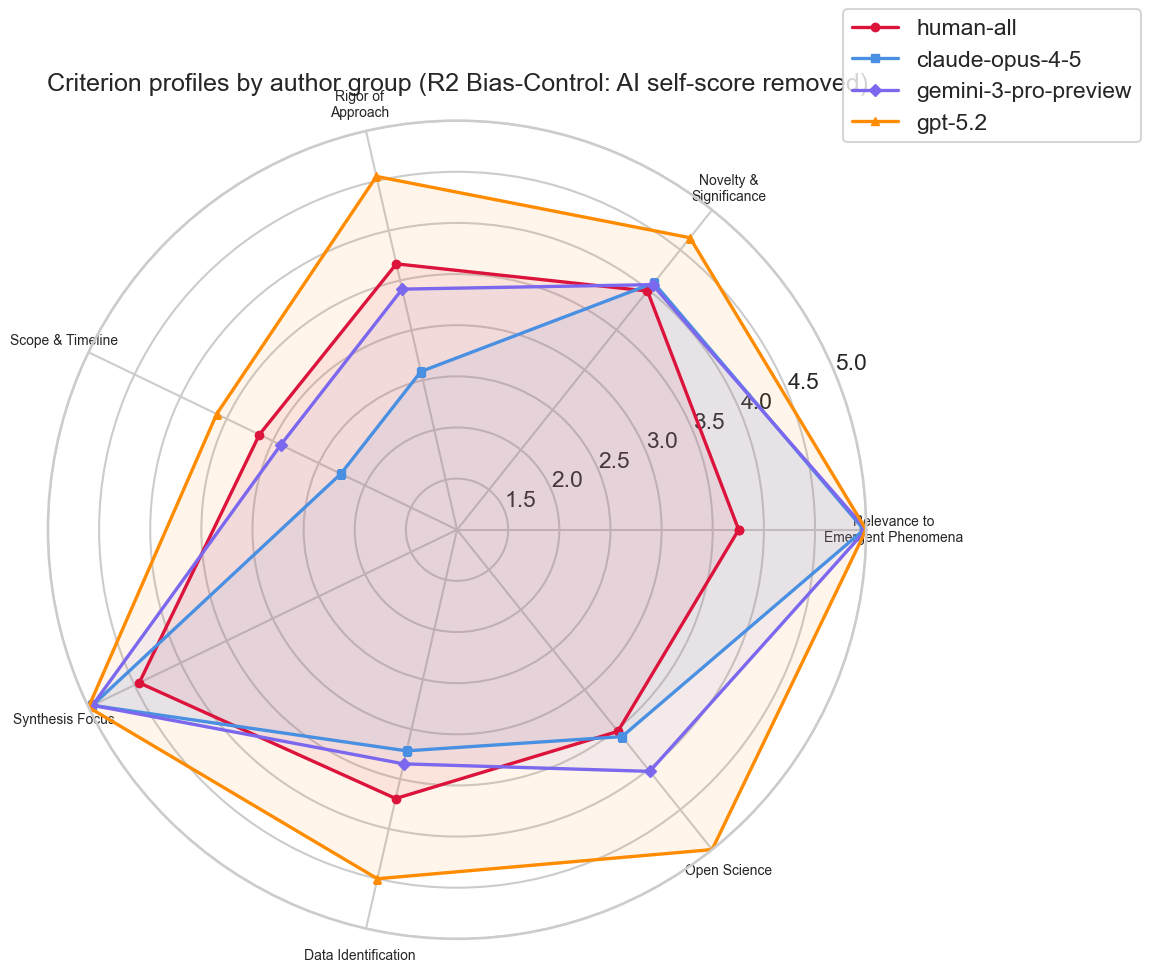 human-all
claude-opus-4-5
gemini-3-pro-preview
gpt-5.2
Criterion profiles by author group (R2 Bias-Control: AI self-score removed)
Rigor of
Approach
Novelty &
Significance
Scope & Timeline
5.0
4.5
4.0
3.5
3.0
2.5
2.0
1.5
Relevance to
Emergent Phenomena
Synthesis Focus
Open Science
Data Identification